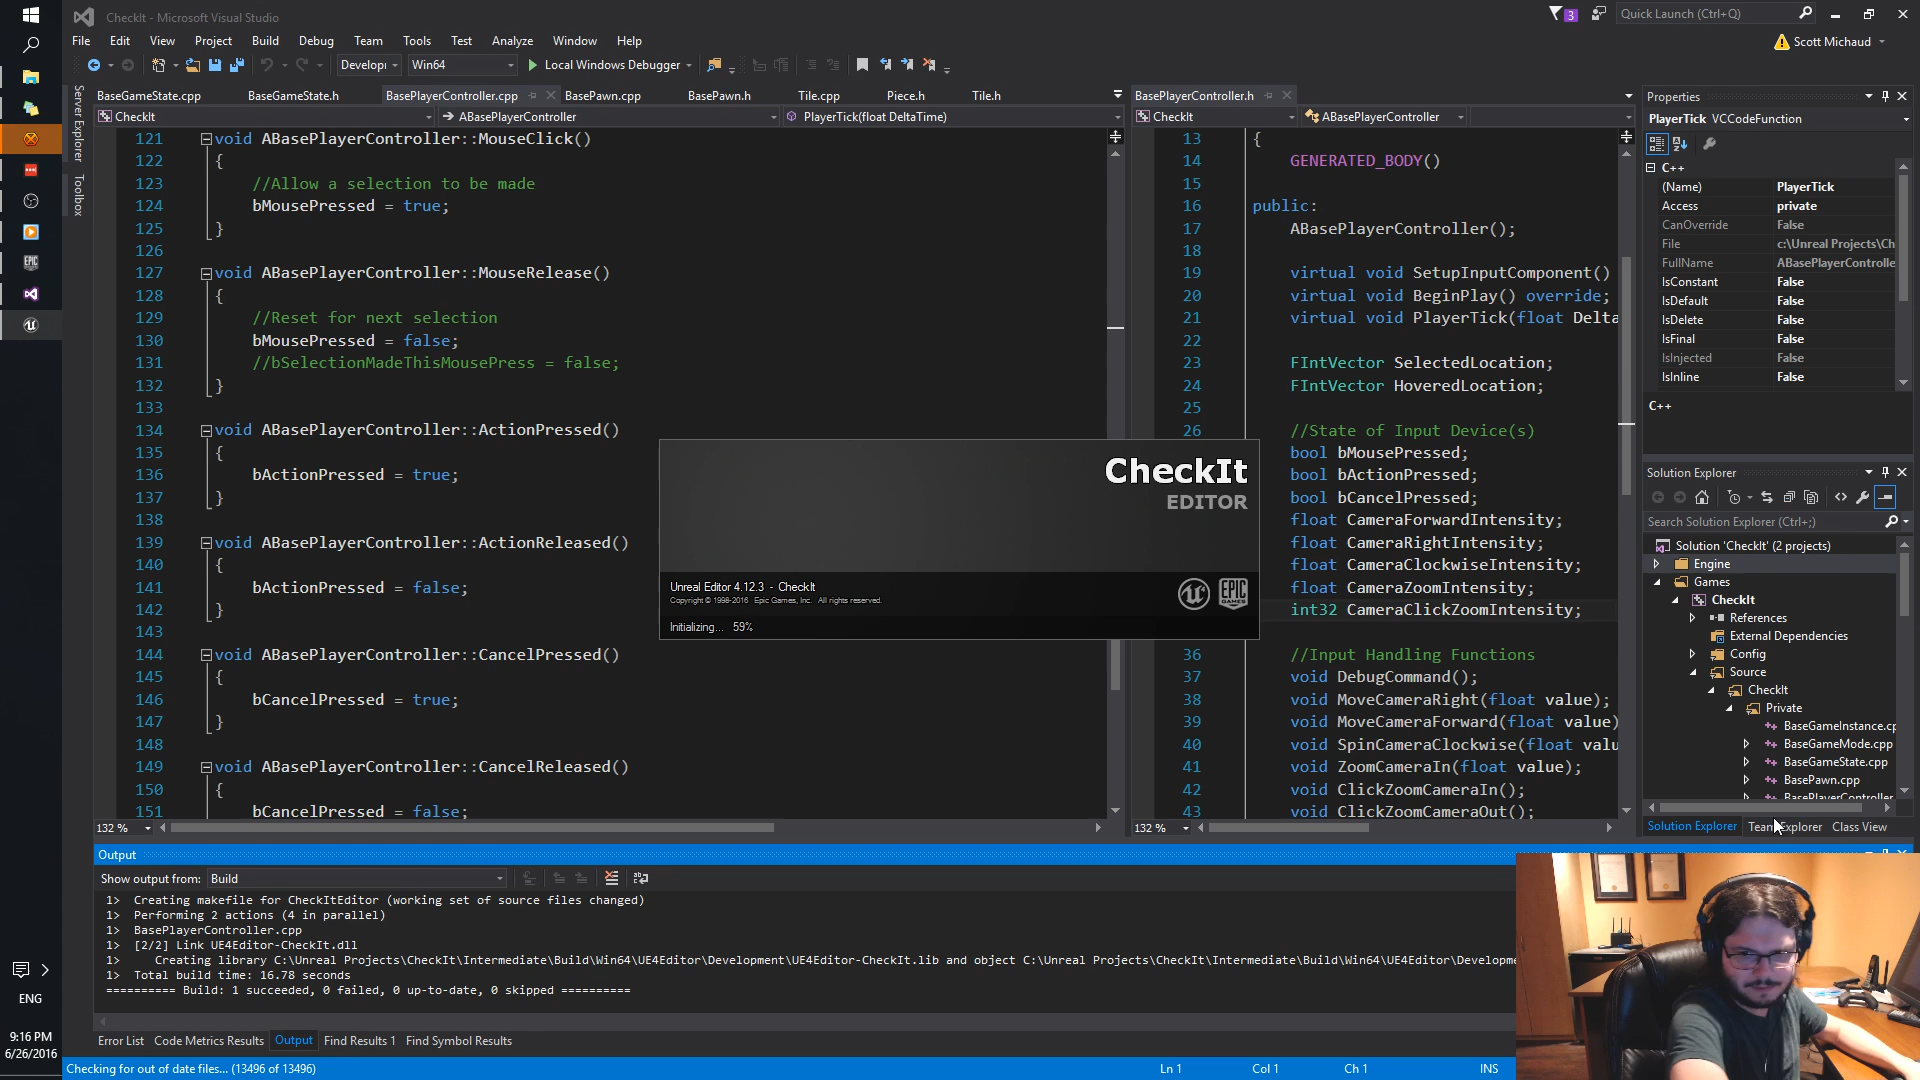 CheckIt - Microsoft Visual Studio
3
Quick Launch (Ctrl+Q)
File Edit View Project Build Debug Team Tools Test Analyze Window Help
Scott Michaud
Develop Win64 Local Windows Debugger
Server Explorer
Toolbox
BaseGameState.cpp BaseGameState.h BasePlayerController.cpp BasePawn.cpp BasePawn.h Tile.cpp Piece.h Tile.h
CheckIt ABasePlayerController PlayerTick(float DeltaTime)
121 void ABasePlayerController::MouseClick()
122 {
123 //Allow a selection to be made
124 bMousePressed = true;
125 }
126
127 void ABasePlayerController::MouseRelease()
128 {
129 //Reset for next selection
130 bMousePressed = false;
131 //bSelectionMadeThisMousePress = false;
132 }
133
134 void ABasePlayerController::ActionPressed()
135 {
136 bActionPressed = true;
137 }
138
139 void ABasePlayerController::ActionReleased()
140 {
141 bActionPressed = false;
142 }
143
144 void ABasePlayerController::CancelPressed()
145 {
146 bCancelPressed = true;
147 }
148
149 void ABasePlayerController::CancelReleased()
150 {
151 bCancelPressed = false;
132 %
BasePlayerController.h
CheckIt ABasePlayerController
13 {
14 GENERATED_BODY()
15
16 public:
17 ABasePlayerController();
18
19 virtual void SetupInputComponent()
20 virtual void BeginPlay() override;
21 virtual void PlayerTick(float Delta
22
23 FIntVector SelectedLocation;
24 FIntVector HoveredLocation;
25
26 //State of Input Device(s)
bool bMousePressed;
bool bActionPressed;
bool bCancelPressed;
float CameraForwardIntensity;
float CameraRightIntensity;
float CameraClockwiseIntensity;
float CameraZoomIntensity;
int32 CameraClickZoomIntensity;
36 //Input Handling Functions
37 void DebugCommand();
38 void MoveCameraRight(float value);
39 void MoveCameraForward(float value)
40 void SpinCameraClockwise(float valu
41 void ZoomCameraIn(float value);
42 void ClickZoomCameraIn();
43 void ClickZoomCameraOut();
132 %
CheckIt
EDITOR
Unreal Editor 4.12.3 - CheckIt
Copyright © 1998-2016 Epic Games, Inc. All rights reserved.
Initializing... 59%
EPIC GAMES
Properties
PlayerTick VCCodeFunction
C++
(Name) PlayerTick
Access private
CanOverride False
File c:\Unreal Projects\Ch
FullName ABasePlayerControlle
IsConstant False
IsDefault False
IsDelete False
IsFinal False
IsInjected False
IsInline False
C++
Solution Explorer
Search Solution Explorer (Ctrl+;)
Solution 'CheckIt' (2 projects)
Engine
Games
CheckIt
References
External Dependencies
Config
Source
CheckIt
Private
BaseGameInstance.cp
BaseGameMode.cpp
BaseGameState.cpp
BasePawn.cpp
BasePlayerController
Solution Explorer Team Explorer Class View
Output
Show output from: Build
1> Creating makefile for CheckItEditor (working set of source files changed)
1> Performing 2 actions (4 in parallel)
1> BasePlayerController.cpp
1> [2/2] Link UE4Editor-CheckIt.dll
1> Creating library C:\Unreal Projects\CheckIt\Intermediate\Build\Win64\UE4Editor\Development\UE4Editor-CheckIt.lib and object C:\Unreal Projects\CheckIt\Intermediate\Build\Win64\UE4Editor\Developme
1> Total build time: 16.78 seconds
========== Build: 1 succeeded, 0 failed, 0 up-to-date, 0 skipped ==========
Error List Code Metrics Results Output Find Results 1 Find Symbol Results
Checking for out of date files... (13496 of 13496) Ln 1 Col 1 Ch 1 INS
ENG
9:16 PM
6/26/2016